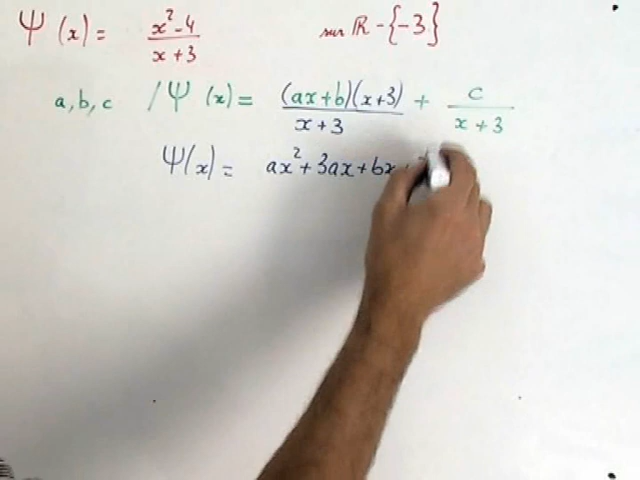 Ψ(x) = (x²-4)/(x+3) sur ℝ-{-3}
a, b, c / Ψ(x) = (ax+b)(x+3)/(x+3) + c/(x+3)
Ψ(x) = ax²+3ax+bx+